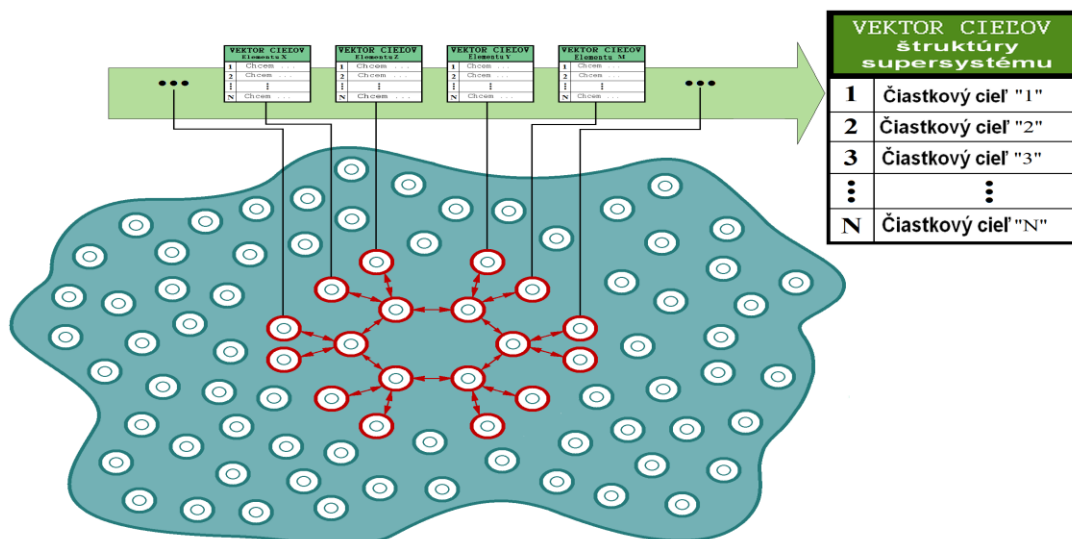 VEKTOR CIEĽOV
Elementu X
1 Chcem ...
2 Chcem ...
⋮ ⋮
N Chcem ...
VEKTOR CIEĽOV
Elementu Z
1 Chcem ...
2 Chcem ...
⋮ ⋮
N Chcem ...
VEKTOR CIEĽOV
Elementu Y
1 Chcem ...
2 Chcem ...
⋮ ⋮
N Chcem ...
VEKTOR CIEĽOV
Elementu M
1 Chcem ...
2 Chcem ...
⋮ ⋮
N Chcem ...
•••
•••
VEKTOR CIEĽOV
štruktúry
supersystému
1 Čiastkový cieľ "1"
2 Čiastkový cieľ "2"
3 Čiastkový cieľ "3"
⋮ ⋮
N Čiastkový cieľ "N"